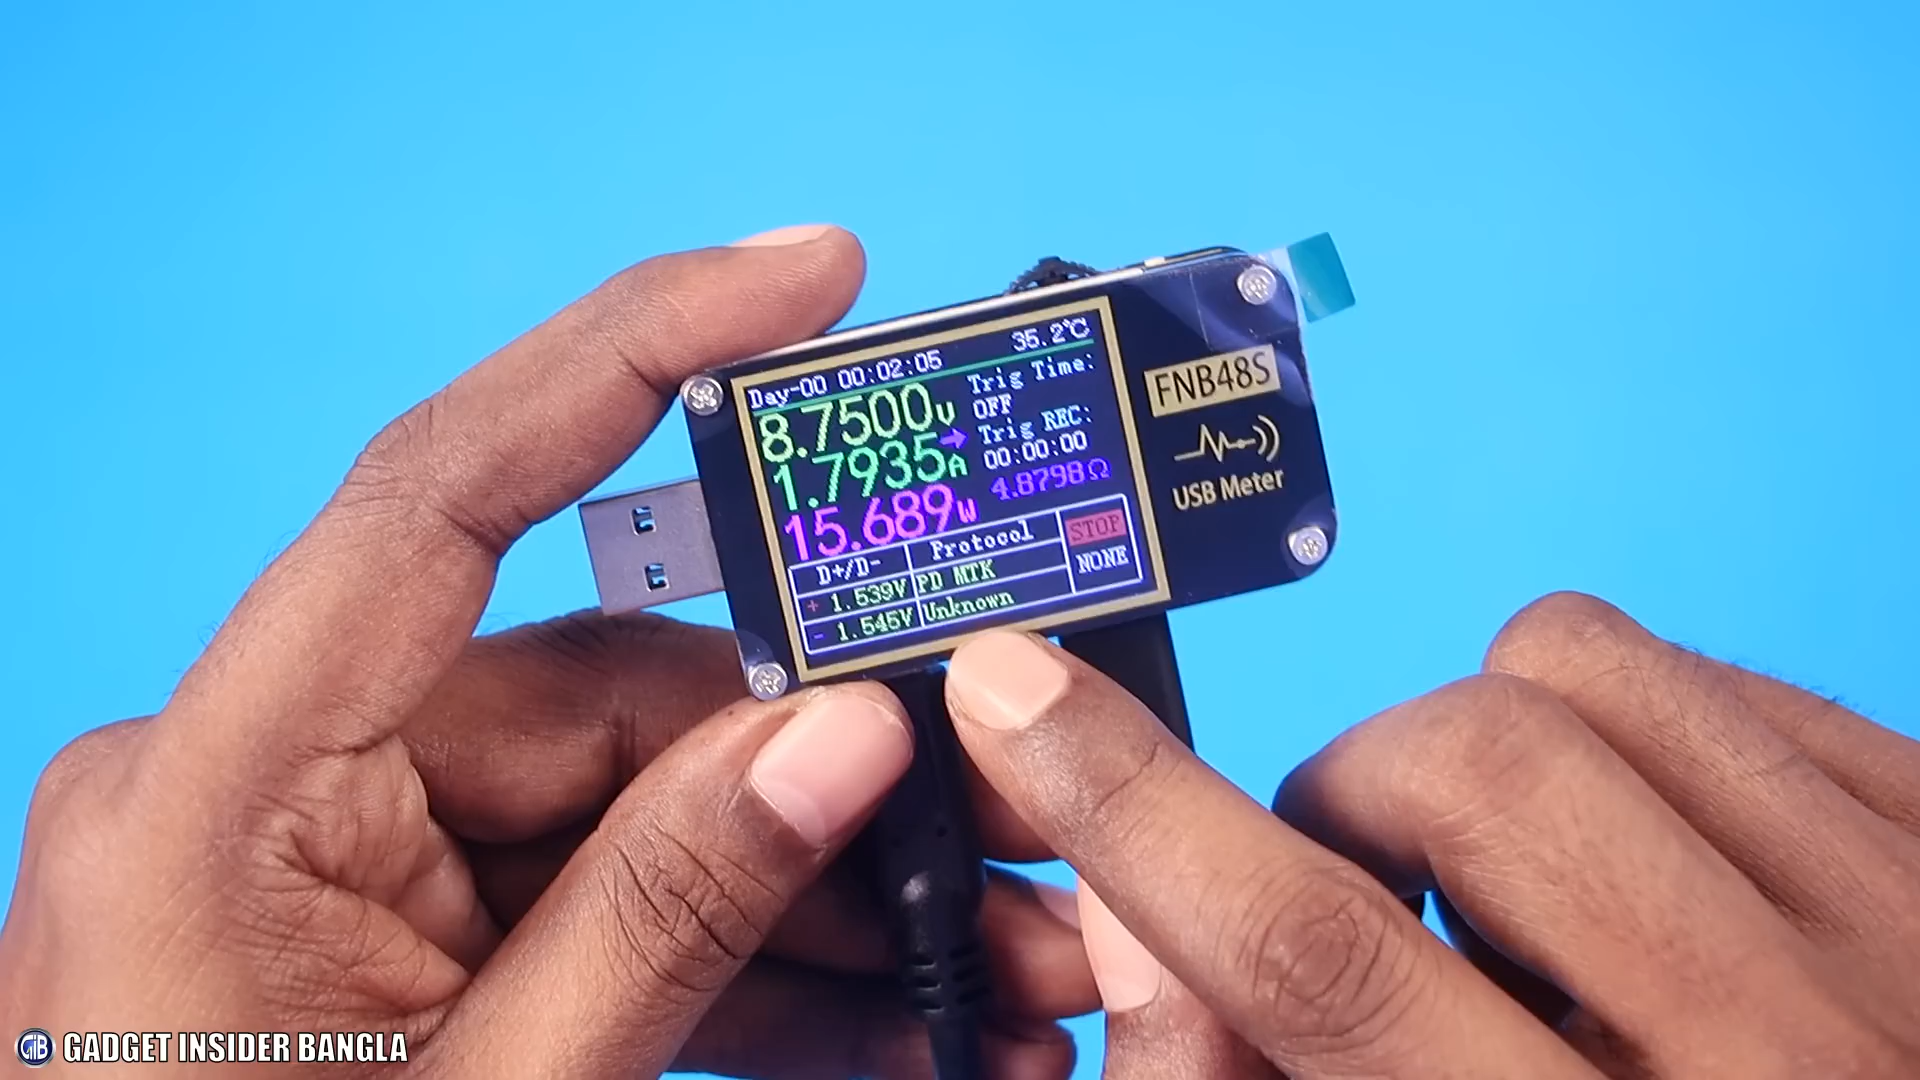 Day-00 00:02:05 35.2℃
8.7500V
1.7935A
15.689W
Trig Time:
OFF
Trig REC:
00:00:00
4.8798Ω
D+/D- Protocol
+ 1.539V PD MTK
- 1.545V Unknown
STOP
NONE
FNB48S
USB Meter
GIB GADGET INSIDER BANGLA